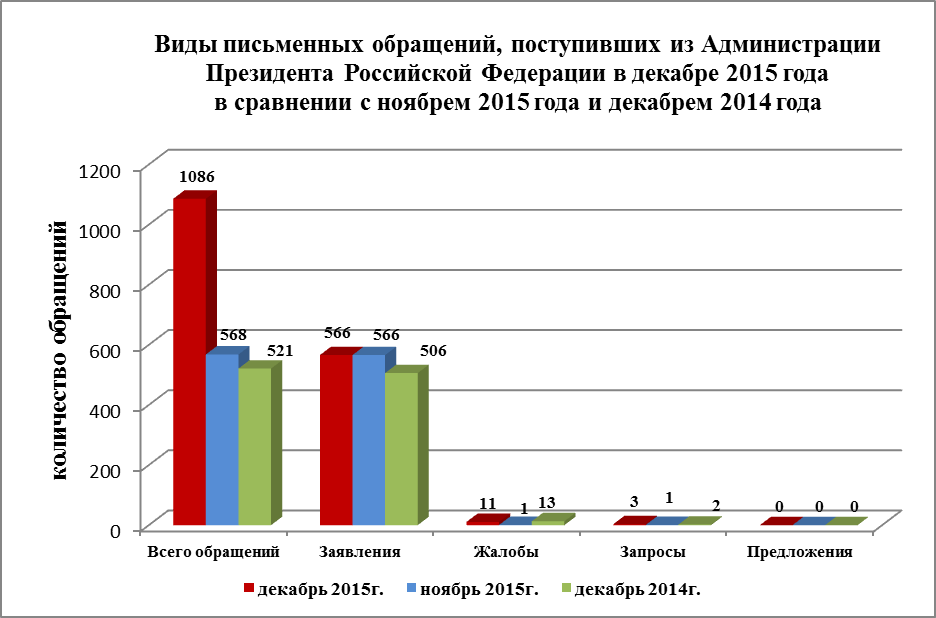 Виды письменных обращений, поступивших из Администрации
Президента Российской Федерации в декабре 2015 года
в сравнении с ноябрем 2015 года и декабрем 2014 года
количество обращений
1200
1000
800
600
400
200
0
1086
568
521
566
566
506
11
1
13
3
1
2
0
0
0
Всего обращений
Заявления
Жалобы
Запросы
Предложения
декабрь 2015г.
ноябрь 2015г.
декабрь 2014г.